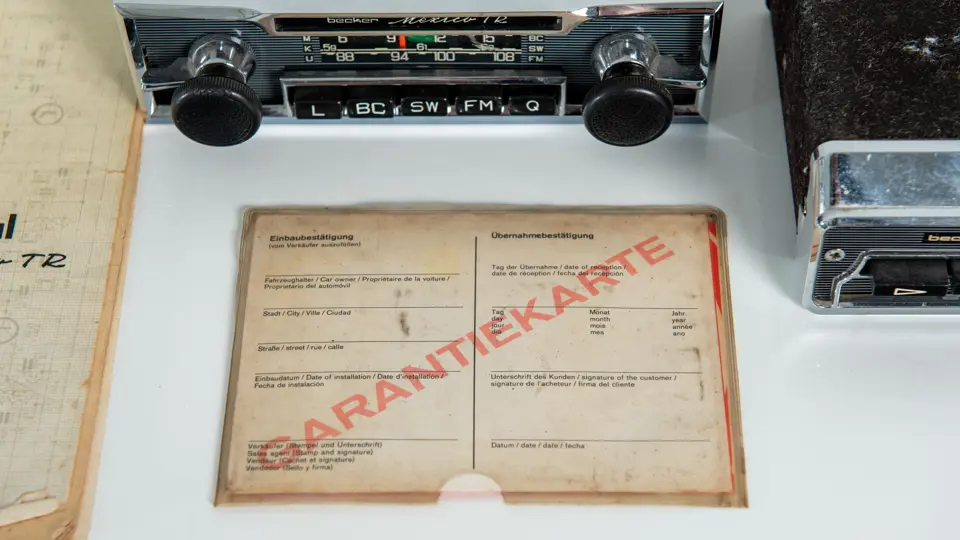 becker Mexico TR
M 6 9 12 15 BC
K 59 61 59 SW
U 88 94 100 108 FM
L BC SW FM Q
TR
bec
GARANTIEKARTE
Einbaubestätigung
(vom Verkäufer auszufüllen)
Fahrzeughalter / Car owner / Propriétaire de la voiture /
Proprietario del automóvil
Stadt / City / Ville / Ciudad
Straße / street / rue / calle
Einbaudatum / Date of installation / Date d'installation /
Fecha de instalación
Verkäufer (Stempel und Unterschrift)
Sales agent (Stamp and signature)
Vendeur (Cachet et signature)
Vendedor (Sello y firma)
Übernahmebestätigung
Tag der Übernahme / date of reception /
date de réception / fecha del recepción
Tag Monat Jahr
day month year
jour mois année
dia mes ano
Unterschrift des Kunden / signature of the customer /
signature de l'acheteur / firma del cliente
Datum / date / date / fecha